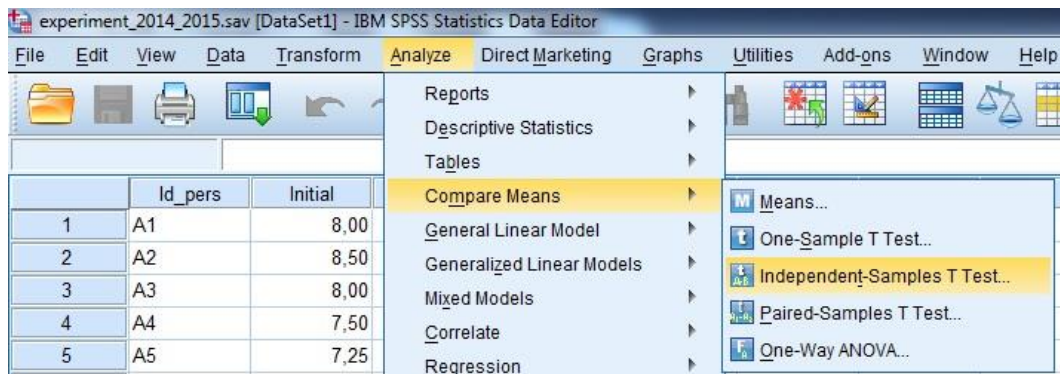 experiment_2014_2015.sav [DataSet1] - IBM SPSS Statistics Data Editor
File Edit View Data Transform Analyze Direct Marketing Graphs Utilities Add-ons Window Help
Reports
Descriptive Statistics
Tables
Id_pers Initial Compare Means
M Means...
1 A1 8,00
General Linear Model
t One-Sample T Test...
2 A2 8,50
Generalized Linear Models
Independent-Samples T Test...
3 A3 8,00
Mixed Models
Paired-Samples T Test...
4 A4 7,50
Correlate
One-Way ANOVA...
5 A5 7,25
Regression